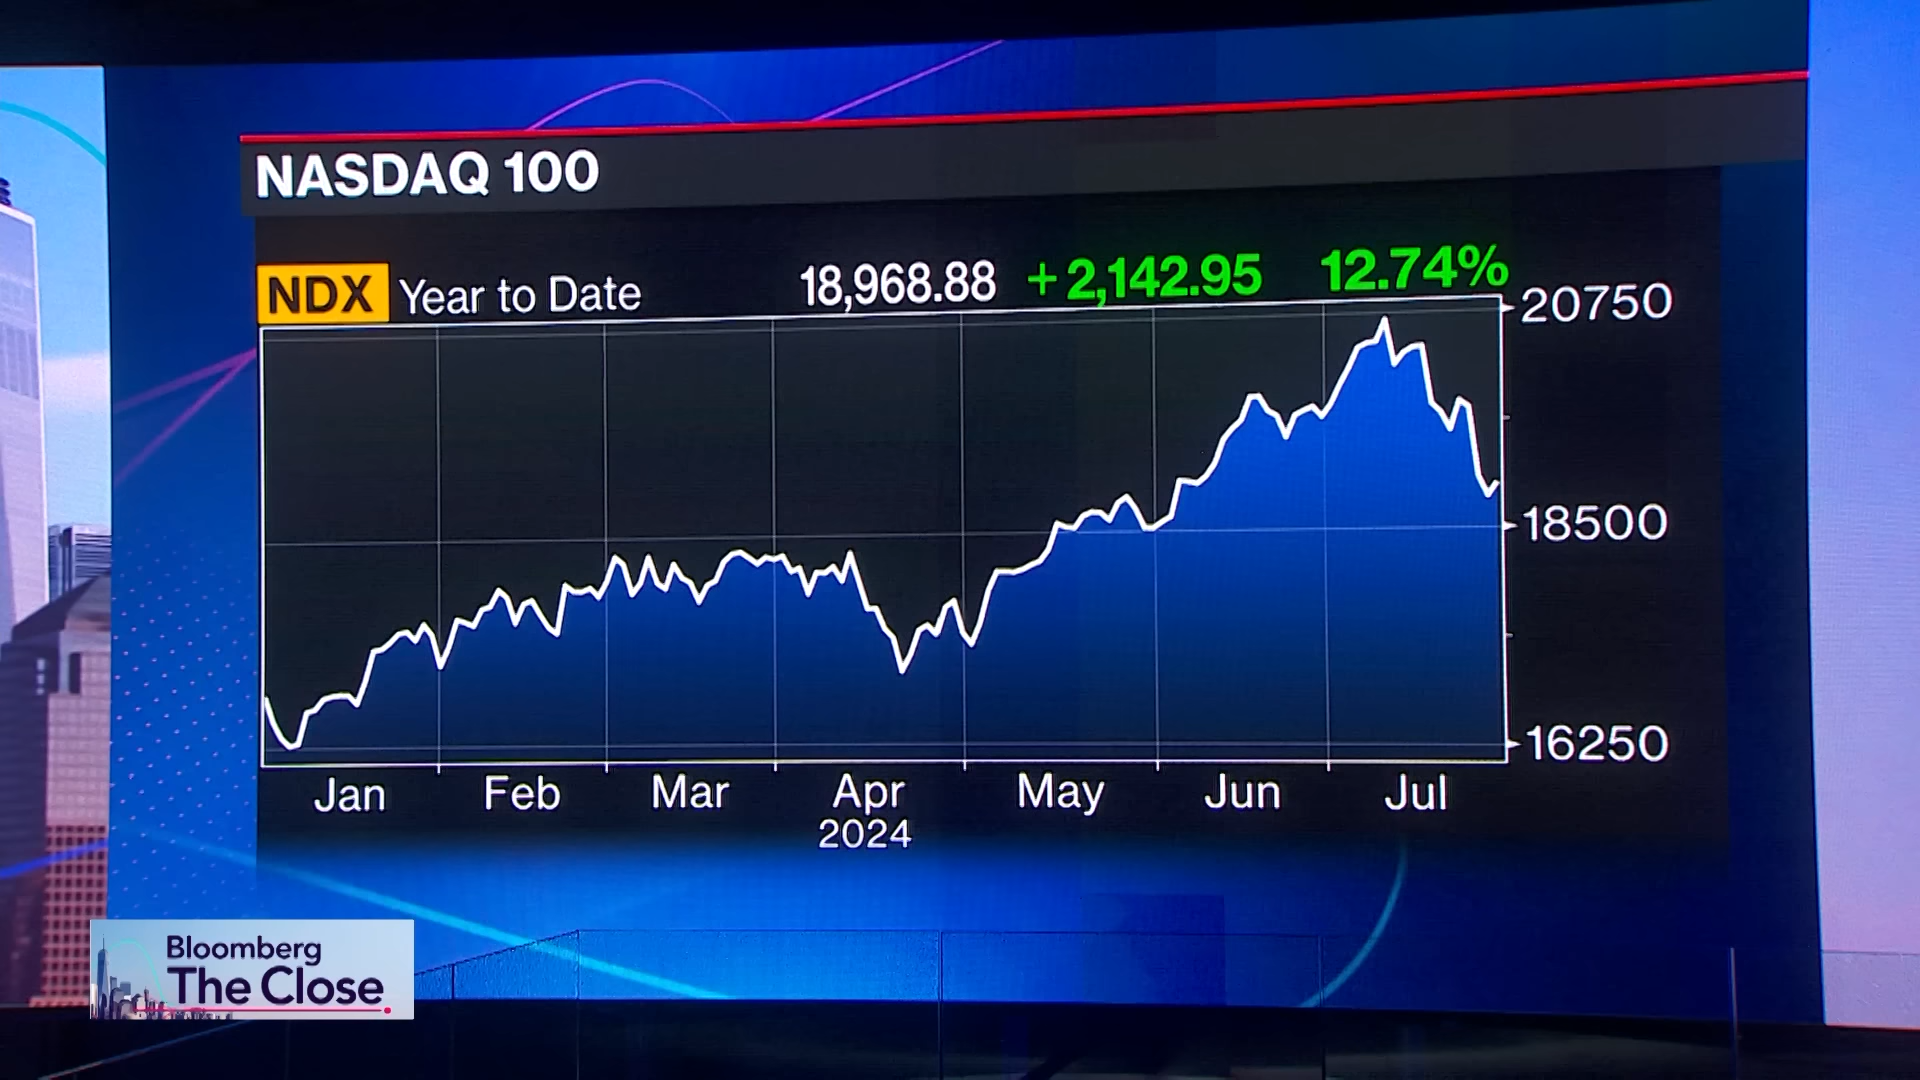 NASDAQ 100
NDX Year to Date 18,968.88 +2,142.95 12.74%
20750
18500
16250
Jan Feb Mar Apr May Jun Jul
2024
Bloomberg
The Close